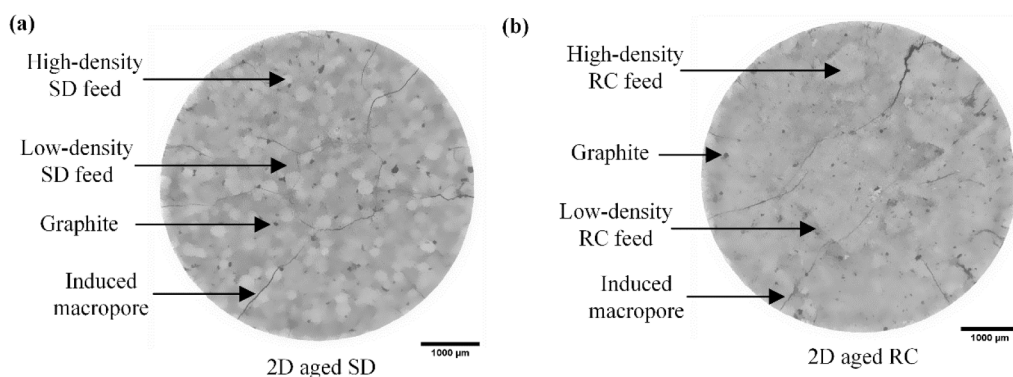 (a)
High-density
SD feed
Low-density
SD feed
Graphite
Induced
macropore
1000 µm
2D aged SD
(b)
High-density
RC feed
Graphite
Low-density
RC feed
Induced
macropore
1000 µm
2D aged RC